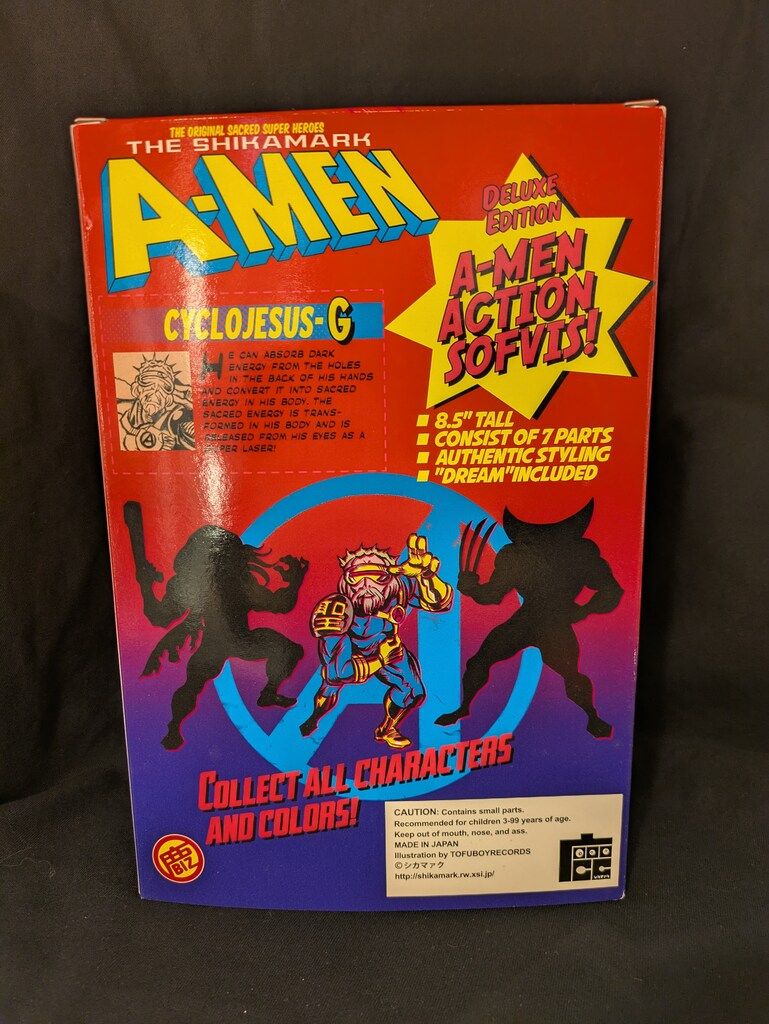 THE ORIGINAL SACRED SUPER HEROES
THE SHIKAMARK
A-MEN
DELUXE
EDITION
A-MEN
ACTION
SOFVIS!
CYCLOJESUS-G
HE CAN ABSORB DARK
ENERGY FROM THE HOLES
IN THE BACK OF HIS HANDS
AND CONVERT IT INTO SACRED
ENERGY IN HIS BODY. THE
SACRED ENERGY IS TRANS-
FORMED IN HIS BODY AND IS
RELEASED FROM HIS EYES AS A
SUPER LASER!
8.5" TALL
CONSIST OF 7 PARTS
AUTHENTIC STYLING
"DREAM"INCLUDED
COLLECT ALL CHARACTERS
AND COLORS!
BIZ
CAUTION: Contains small parts.
Recommended for children 3-99 years of age.
Keep out of mouth, nose, and ass.
MADE IN JAPAN
Illustration by TOFUBOYRECORDS
©シカマァク
http://shikamark.rw.xsi.jp/